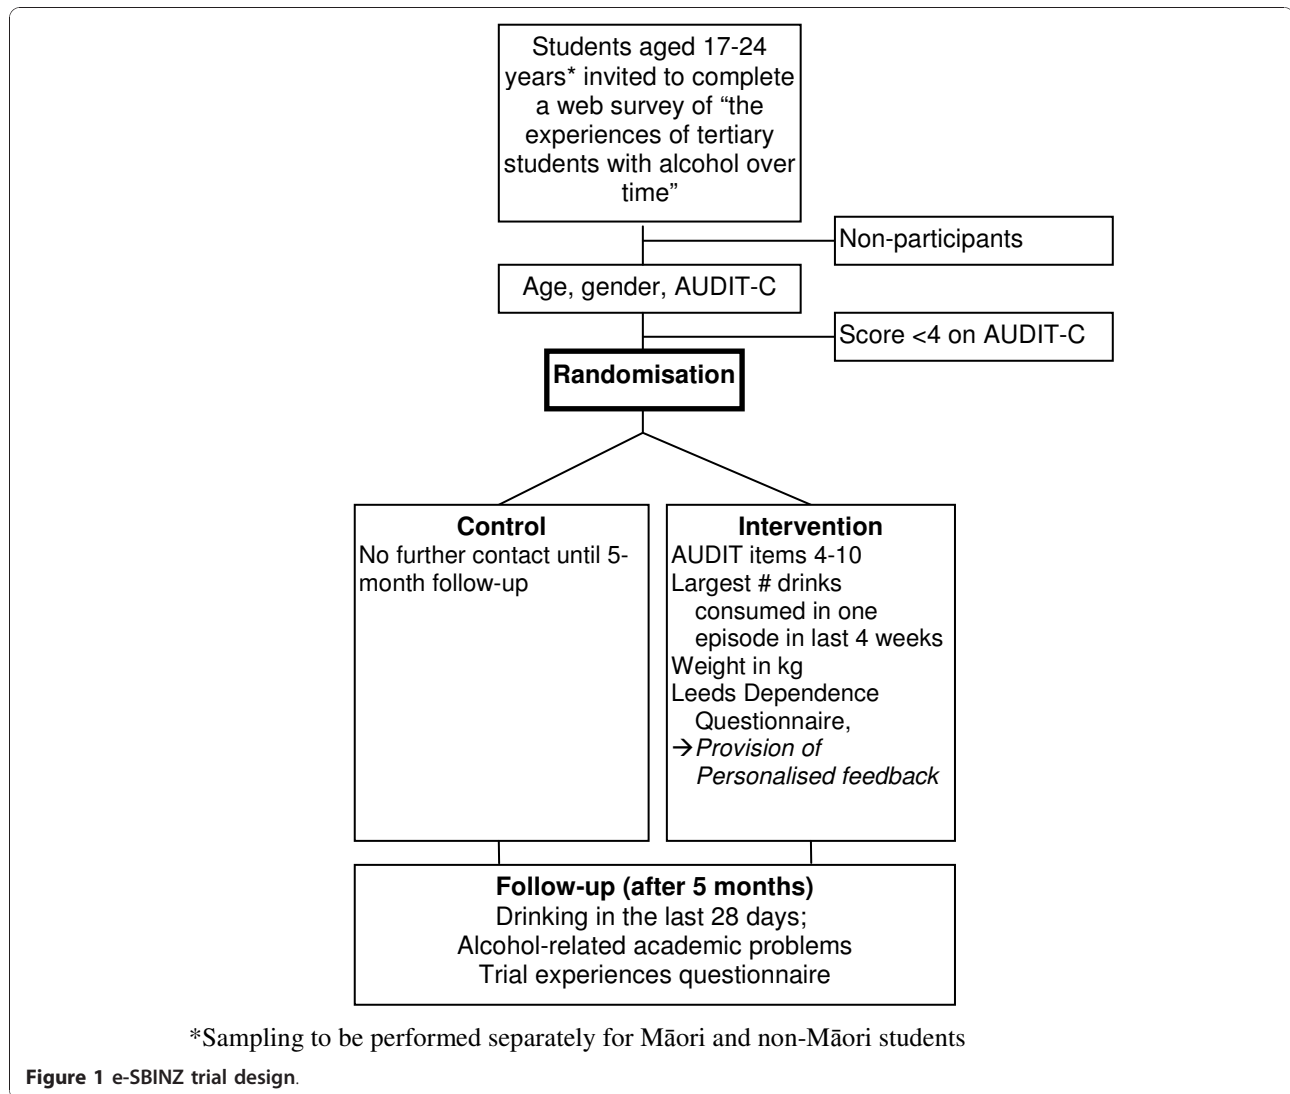 Students aged 17-24
years* invited to complete
a web survey of “the
experiences of tertiary
students with alcohol over
time”
Non-participants
Age, gender, AUDIT-C
Score <4 on AUDIT-C
Randomisation
Control
No further contact until 5-
month follow-up
Intervention
AUDIT items 4-10
Largest # drinks
consumed in one
episode in last 4 weeks
Weight in kg
Leeds Dependence
Questionnaire,
→Provision of
Personalised feedback
Follow-up (after 5 months)
Drinking in the last 28 days;
Alcohol-related academic problems
Trial experiences questionnaire
*Sampling to be performed separately for Māori and non-Māori students
Figure 1 e-SBINZ trial design.